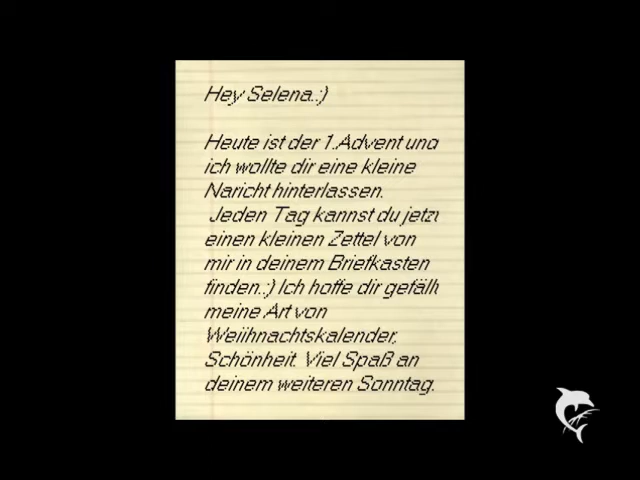 Hey Selena.:)
Heute ist der 1.Advent und
ich wollte dir eine kleine
Naricht hinterlassen.
Jeden Tag kannst du jetzt
einen kleinen Zettel von
mir in deinem Briefkasten
finden.:) Ich hoffe dir gefällt
meine Art von
Weiihnachtskalender,
Schönheit. Viel Spaß an
deinem weiteren Sonntag.